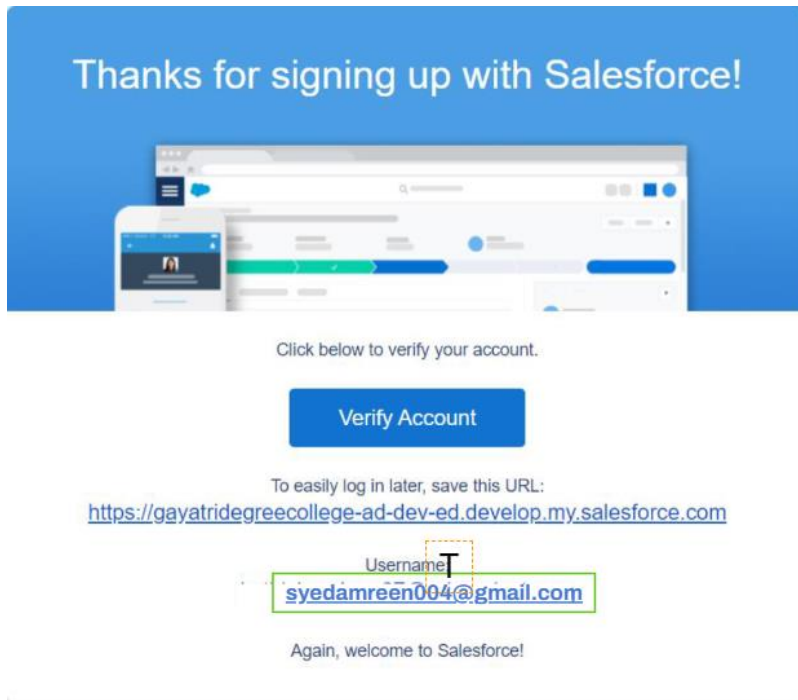 Thanks for signing up with Salesforce!
Click below to verify your account.
Verify Account
To easily log in later, save this URL:
https://gayatridegreecollege-ad-dev-ed.develop.my.salesforce.com
Username:
T
syedamreen004@gmail.com
Again, welcome to Salesforce!